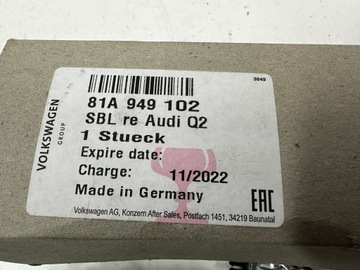 3849
VOLKSWAGEN
GROUP
81A 949 102
SBL re Audi Q2
1 Stueck
Expire date:
Charge: 11/2022
Made in Germany
EAC
Volkswagen AG, Konzern After Sales, Postfach 1451, 34219 Baunatal